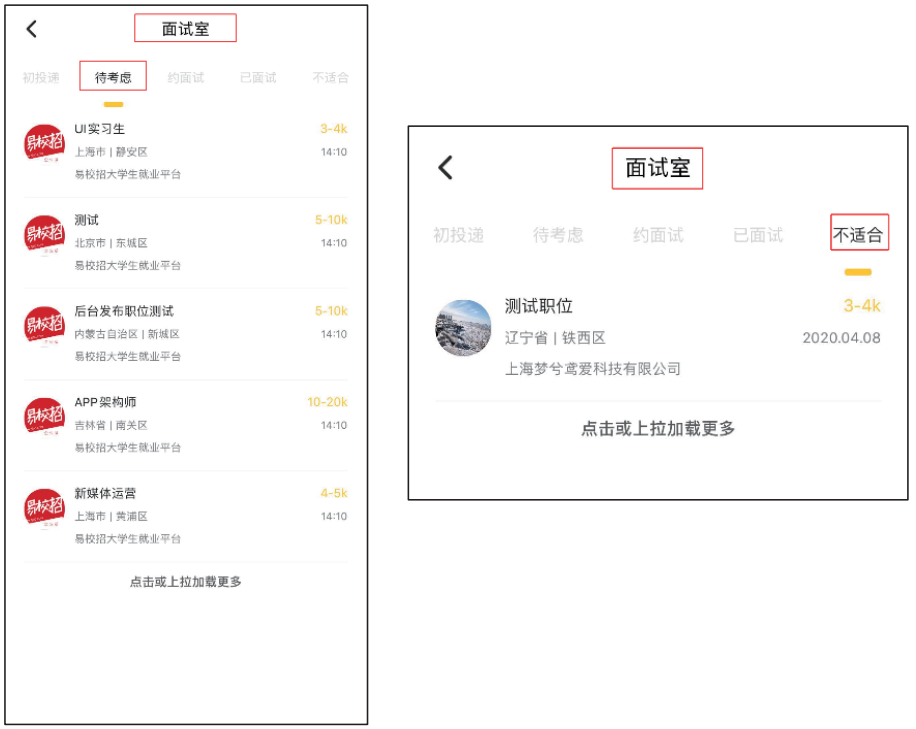 面试室
初投递 待考虑 约面试 已面试 不适合
易校招
UI实习生 3-4k
上海市 | 静安区 14:10
易校招大学生就业平台
易校招
测试 5-10k
北京市 | 东城区 14:10
易校招大学生就业平台
易校招
后台发布职位测试 5-10k
内蒙古自治区 | 新城区 14:10
易校招大学生就业平台
易校招
APP架构师 10-20k
吉林省 | 南关区 14:10
易校招大学生就业平台
易校招
新媒体运营 4-5k
上海市 | 黄浦区 14:10
易校招大学生就业平台
点击或上拉加载更多
面试室
初投递 待考虑 约面试 已面试 不适合
测试职位 3-4k
辽宁省 | 铁西区 2020.04.08
上海梦兮鸢爱科技有限公司
点击或上拉加载更多